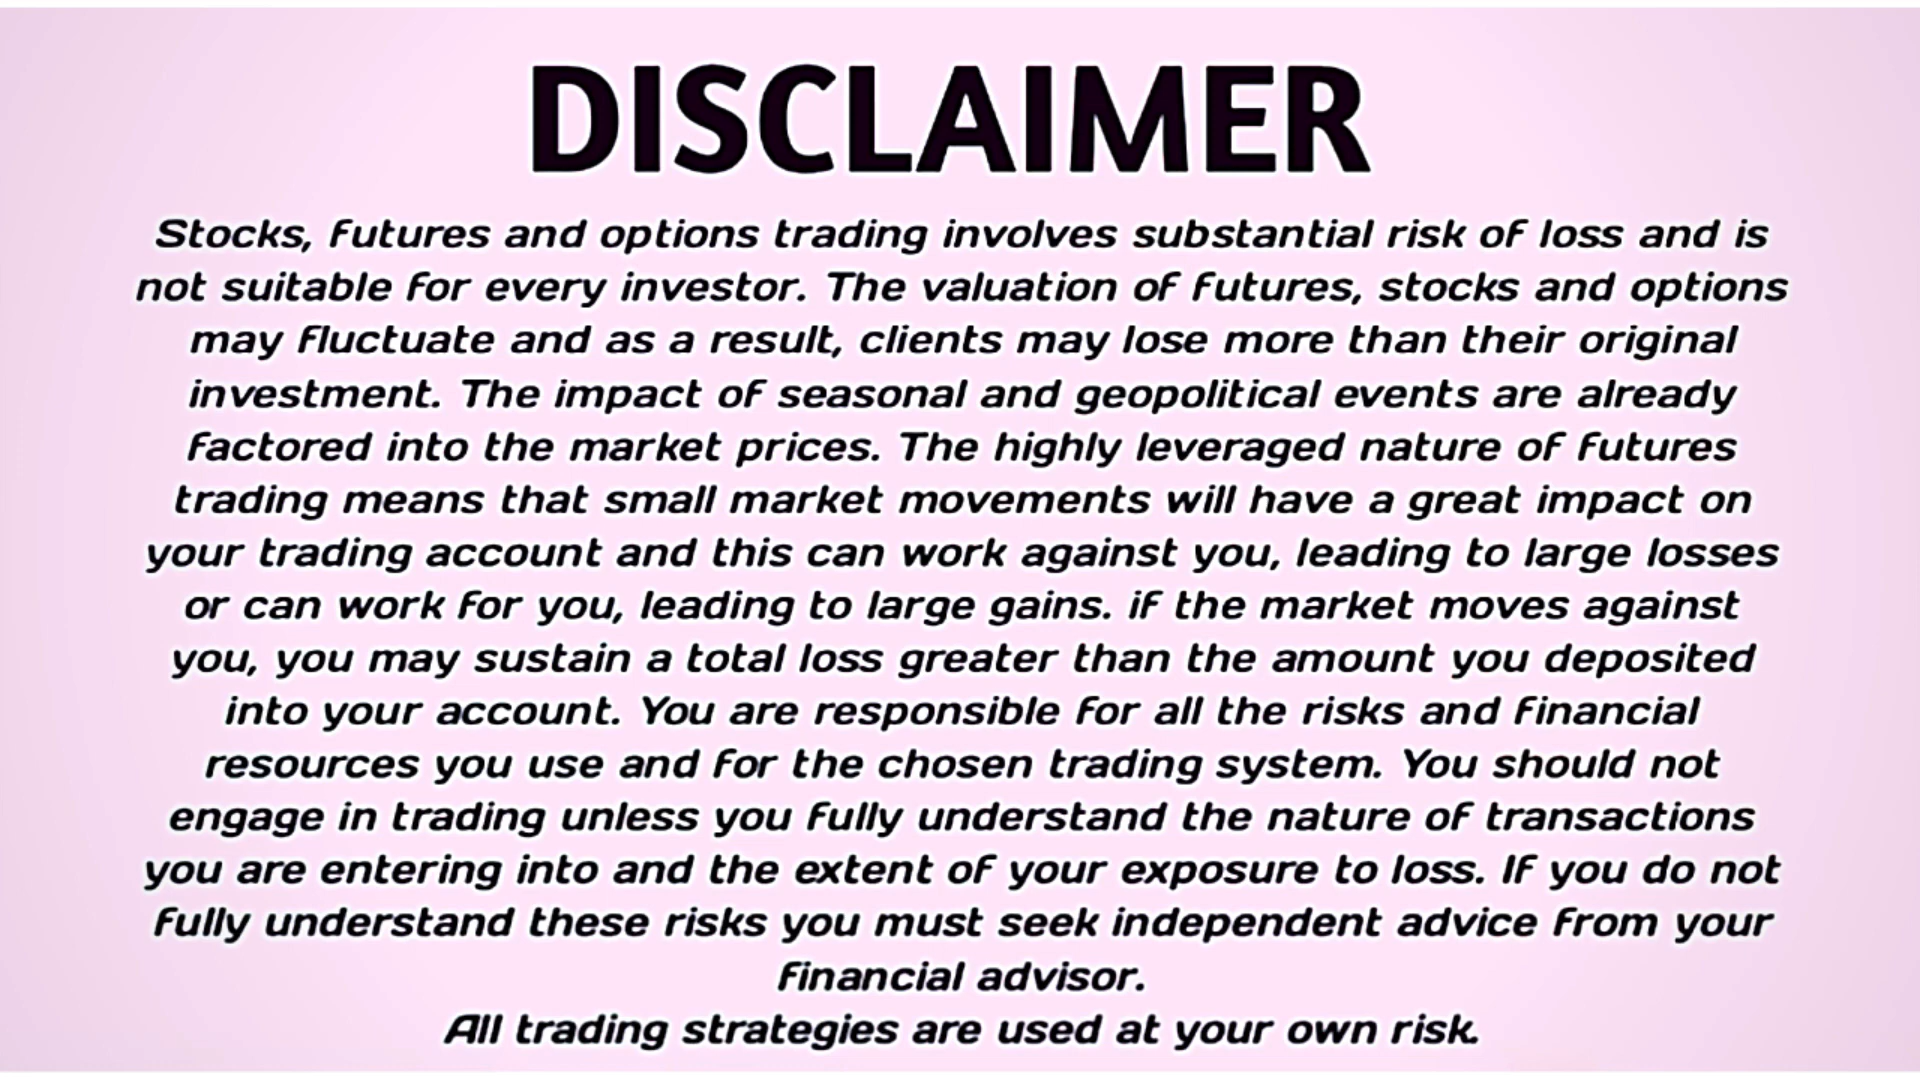 DISCLAIMER
Stocks, futures and options trading involves substantial risk of loss and is
not suitable for every investor. The valuation of futures, stocks and options
may fluctuate and as a result, clients may lose more than their original
investment. The impact of seasonal and geopolitical events are already
factored into the market prices. The highly leveraged nature of futures
trading means that small market movements will have a great impact on
your trading account and this can work against you, leading to large losses
or can work for you, leading to large gains. if the market moves against
you, you may sustain a total loss greater than the amount you deposited
into your account. You are responsible for all the risks and financial
resources you use and for the chosen trading system. You should not
engage in trading unless you fully understand the nature of transactions
you are entering into and the extent of your exposure to loss. If you do not
fully understand these risks you must seek independent advice from your
financial advisor.
All trading strategies are used at your own risk.